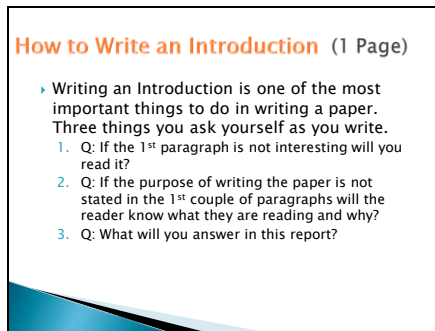 How to Write an Introduction (1 Page)
Writing an Introduction is one of the most
important things to do in writing a paper.
Three things you ask yourself as you write.
1. Q: If the 1st paragraph is not interesting will you
read it?
2. Q: If the purpose of writing the paper is not
stated in the 1st couple of paragraphs will the
reader know what they are reading and why?
3. Q: What will you answer in this report?